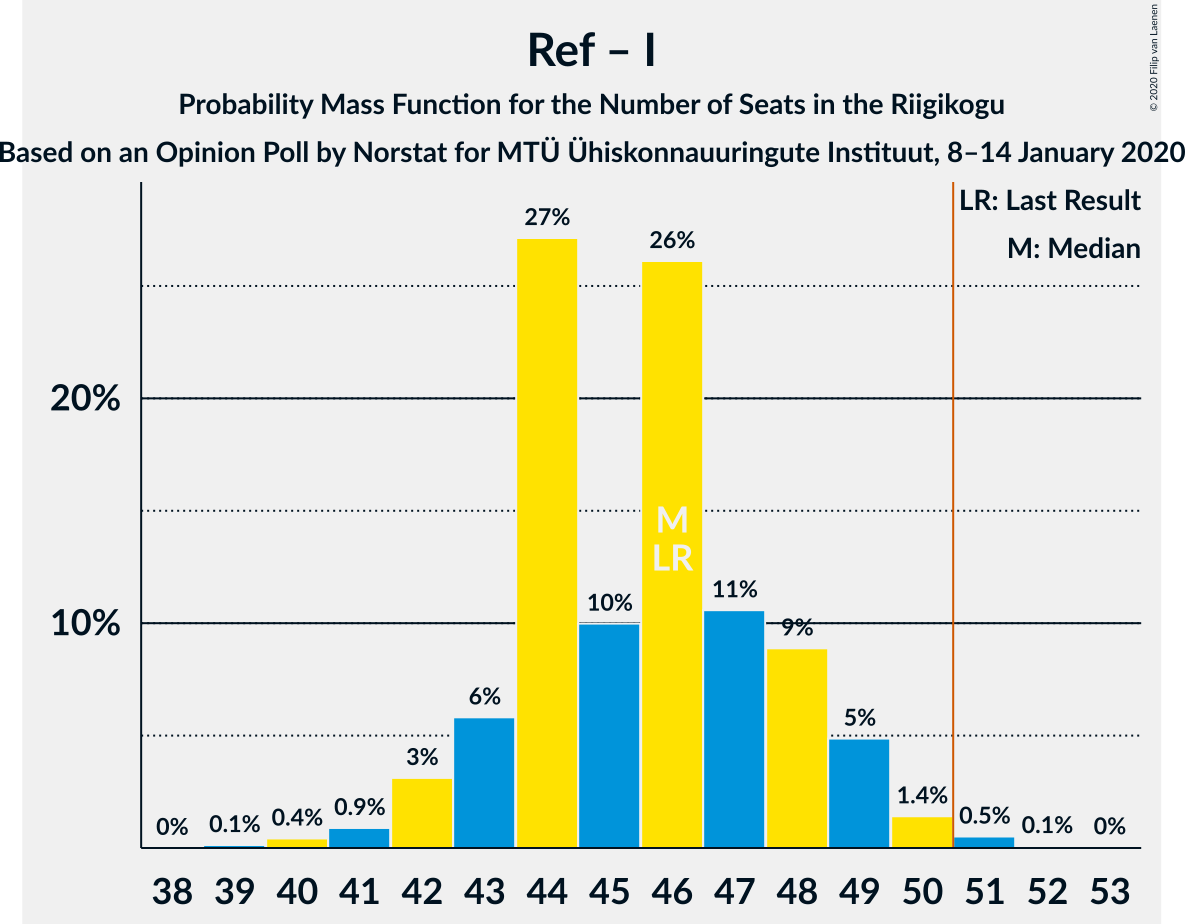 Ref – I
Probability Mass Function for the Number of Seats in the Riigikogu
Based on an Opinion Poll by Norstat for MTÜ Ühiskonnauuringute Instituut, 8–14 January 2020
© 2020 Filip van Laenen
LR: Last Result
M: Median
20%
10%
0% 0.1% 0.4% 0.9% 3% 6% 27% 10% 26% 11% 9% 5% 1.4% 0.5% 0.1% 0%
M
LR
38 39 40 41 42 43 44 45 46 47 48 49 50 51 52 53